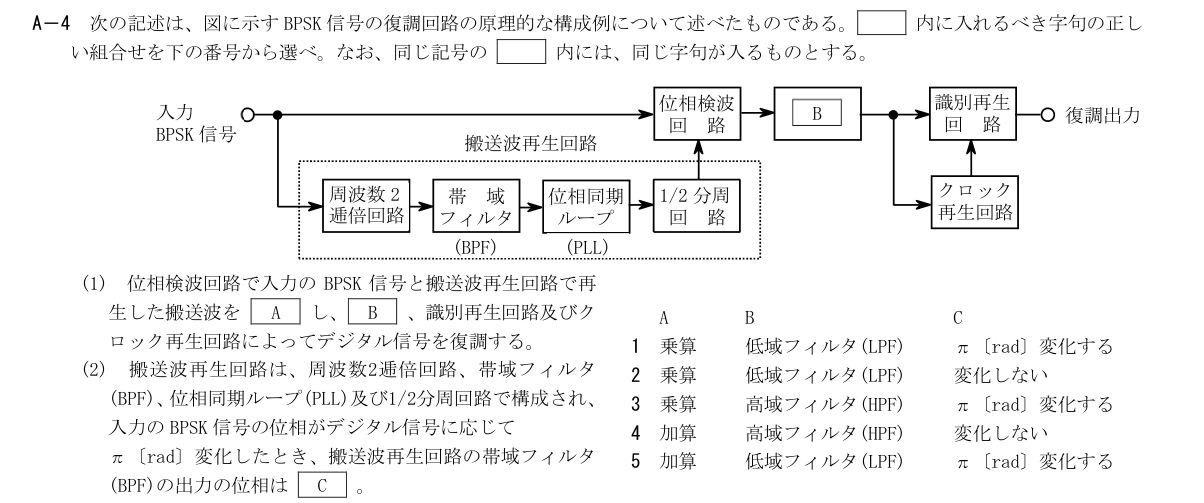 A－4 次の記述は、図に示す BPSK 信号の復調回路の原理的な構成例について述べたものである。 内に入れるべき字句の正し
い組合せを下の番号から選べ。なお、同じ記号の 内には、同じ字句が入るものとする。
入力
BPSK 信号
位相検波
回 路
B
識別再生
回 路
復調出力
搬送波再生回路
周波数２
逓倍回路
帯 域
フィルタ
(BPF)
位相同期
ループ
(PLL)
1/2 分周
回 路
クロック
再生回路
(1) 位相検波回路で入力の BPSK 信号と搬送波再生回路で再
生した搬送波を A し、 B 、識別再生回路及びク
ロック再生回路によってデジタル信号を復調する。
(2) 搬送波再生回路は、周波数2逓倍回路、帯域フィルタ
(BPF)、位相同期ループ(PLL)及び1/2分周回路で構成され、
入力の BPSK 信号の位相がデジタル信号に応じて
π〔rad〕変化したとき、搬送波再生回路の帯域フィルタ
(BPF)の出力の位相は C 。
A B C
1 乗算 低域フィルタ(LPF) π〔rad〕変化する
2 乗算 低域フィルタ(LPF) 変化しない
3 乗算 高域フィルタ(HPF) π〔rad〕変化する
4 加算 高域フィルタ(HPF) 変化しない
5 加算 低域フィルタ(LPF) π〔rad〕変化する